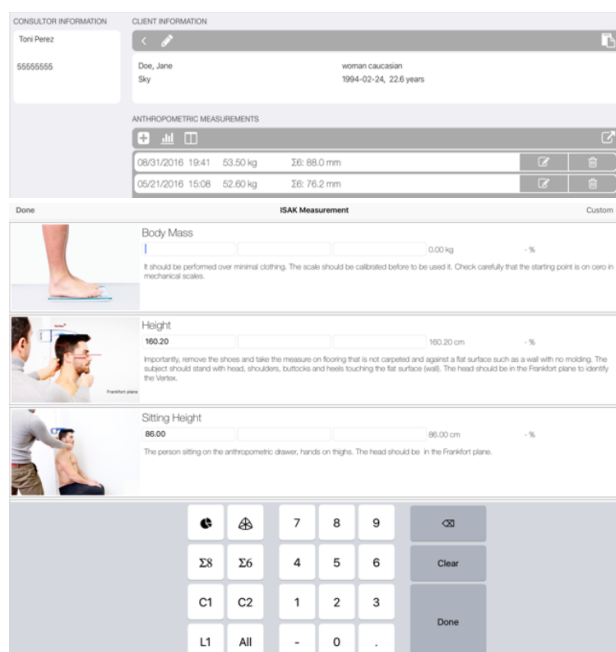 CONSULTOR INFORMATION
CLIENT INFORMATION
Toni Perez
55555555
Doe, Jane
woman caucasian
Sky
1994-02-24, 22.6 years
ANTHROPOMETRIC MEASUREMENTS
08/31/2016 19:41 53.50 kg Σ6: 88.0 mm
05/21/2016 15:08 52.60 kg Σ6: 76.2 mm
Done ISAK Measurement Custom
Body Mass
0.00 kg - %
It should be performed over minimal clothing. The scale should be calibrated before to be used it. Check carefully that the starting point is on cero in
mechanical scales.
Height
160.20 160.20 cm - %
Importantly, remove the shoes and take the measure on flooring that is not carpeted and against a flat surface such as a wall with no molding. The
subject should stand with head, shoulders, buttocks and heels touching the flat surface (wall). The head should be in the Frankfort plane to identify
the Vertex.
Vertex
Frankfort plane
Sitting Height
86.00 86.00 cm - %
The person sitting on the anthropometric drawer, hands on thighs. The head should be in the Frankfort plane.
7 8 9
Σ8 Σ6 4 5 6 Clear
C1 C2 1 2 3
Done
L1 All - 0 .